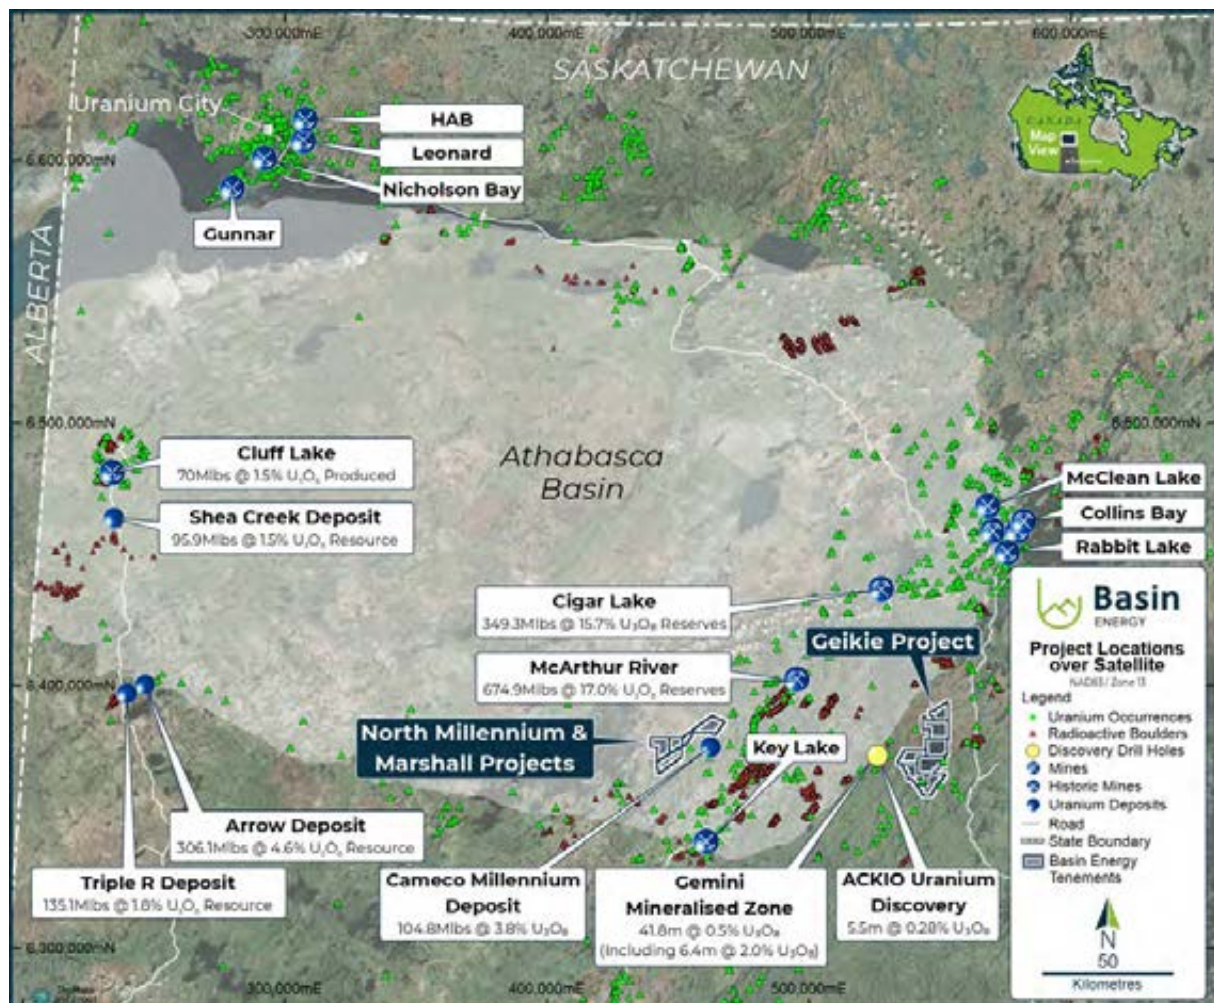 300,000mE
400,000mE
500,000mE
600,000mE
SASKATCHEWAN
CANADA
Map
View
Uranium City
HAB
Leonard
6,600,000mN
Nicholson Bay
Gunnar
ALBERTA
6,500,000mN
6,500,000mN
Athabasca
Basin
Cluff Lake
70Mlbs @ 1.5% U₃O₈ Produced
Shea Creek Deposit
95.9Mlbs @ 1.5% U₃O₈ Resource
McClean Lake
Collins Bay
Rabbit Lake
Cigar Lake
349.3Mlbs @ 15.7% U₃O₈ Reserves
Geikie Project
McArthur River
674.9Mlbs @ 17.0% U₃O₈ Reserves
6,400,000mN
North Millennium &
Marshall Projects
Key Lake
Arrow Deposit
306.1Mlbs @ 4.6% U₃O₈ Resource
Triple R Deposit
135.1Mlbs @ 1.8% U₃O₈ Resource
Cameco Millennium
Deposit
104.8Mlbs @ 3.8% U₃O₈
Gemini
Mineralised Zone
41.8m @ 0.5% U₃O₈
(Including 6.4m @ 2.0% U₃O₈)
ACKIO Uranium
Discovery
5.5m @ 0.28% U₃O₈
6,300,000mN
300,000mE
400,000mE
500,000mE
Basin
ENERGY
Project Locations
over Satellite
NAD83 / Zone 13
Legend
Uranium Occurrences
Radioactive Boulders
Discovery Drill Holes
Mines
Historic Mines
Uranium Deposits
Road
State Boundary
Basin Energy
Tenements
N
50
Kilometres